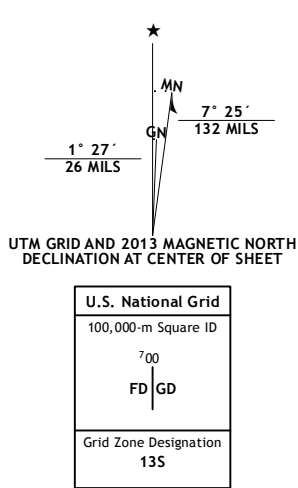 ★
MN
GN
7° 25´
132 MILS
1° 27´
26 MILS
UTM GRID AND 2013 MAGNETIC NORTH
DECLINATION AT CENTER OF SHEET
U.S. National Grid
100,000-m Square ID
⁷00
FD GD
Grid Zone Designation
13S